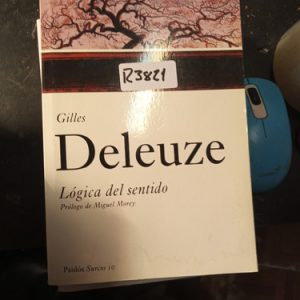 R3821
Gilles
Deleuze
Lógica del sentido
Prólogo de Miguel Morey
Paidós Surcos 10